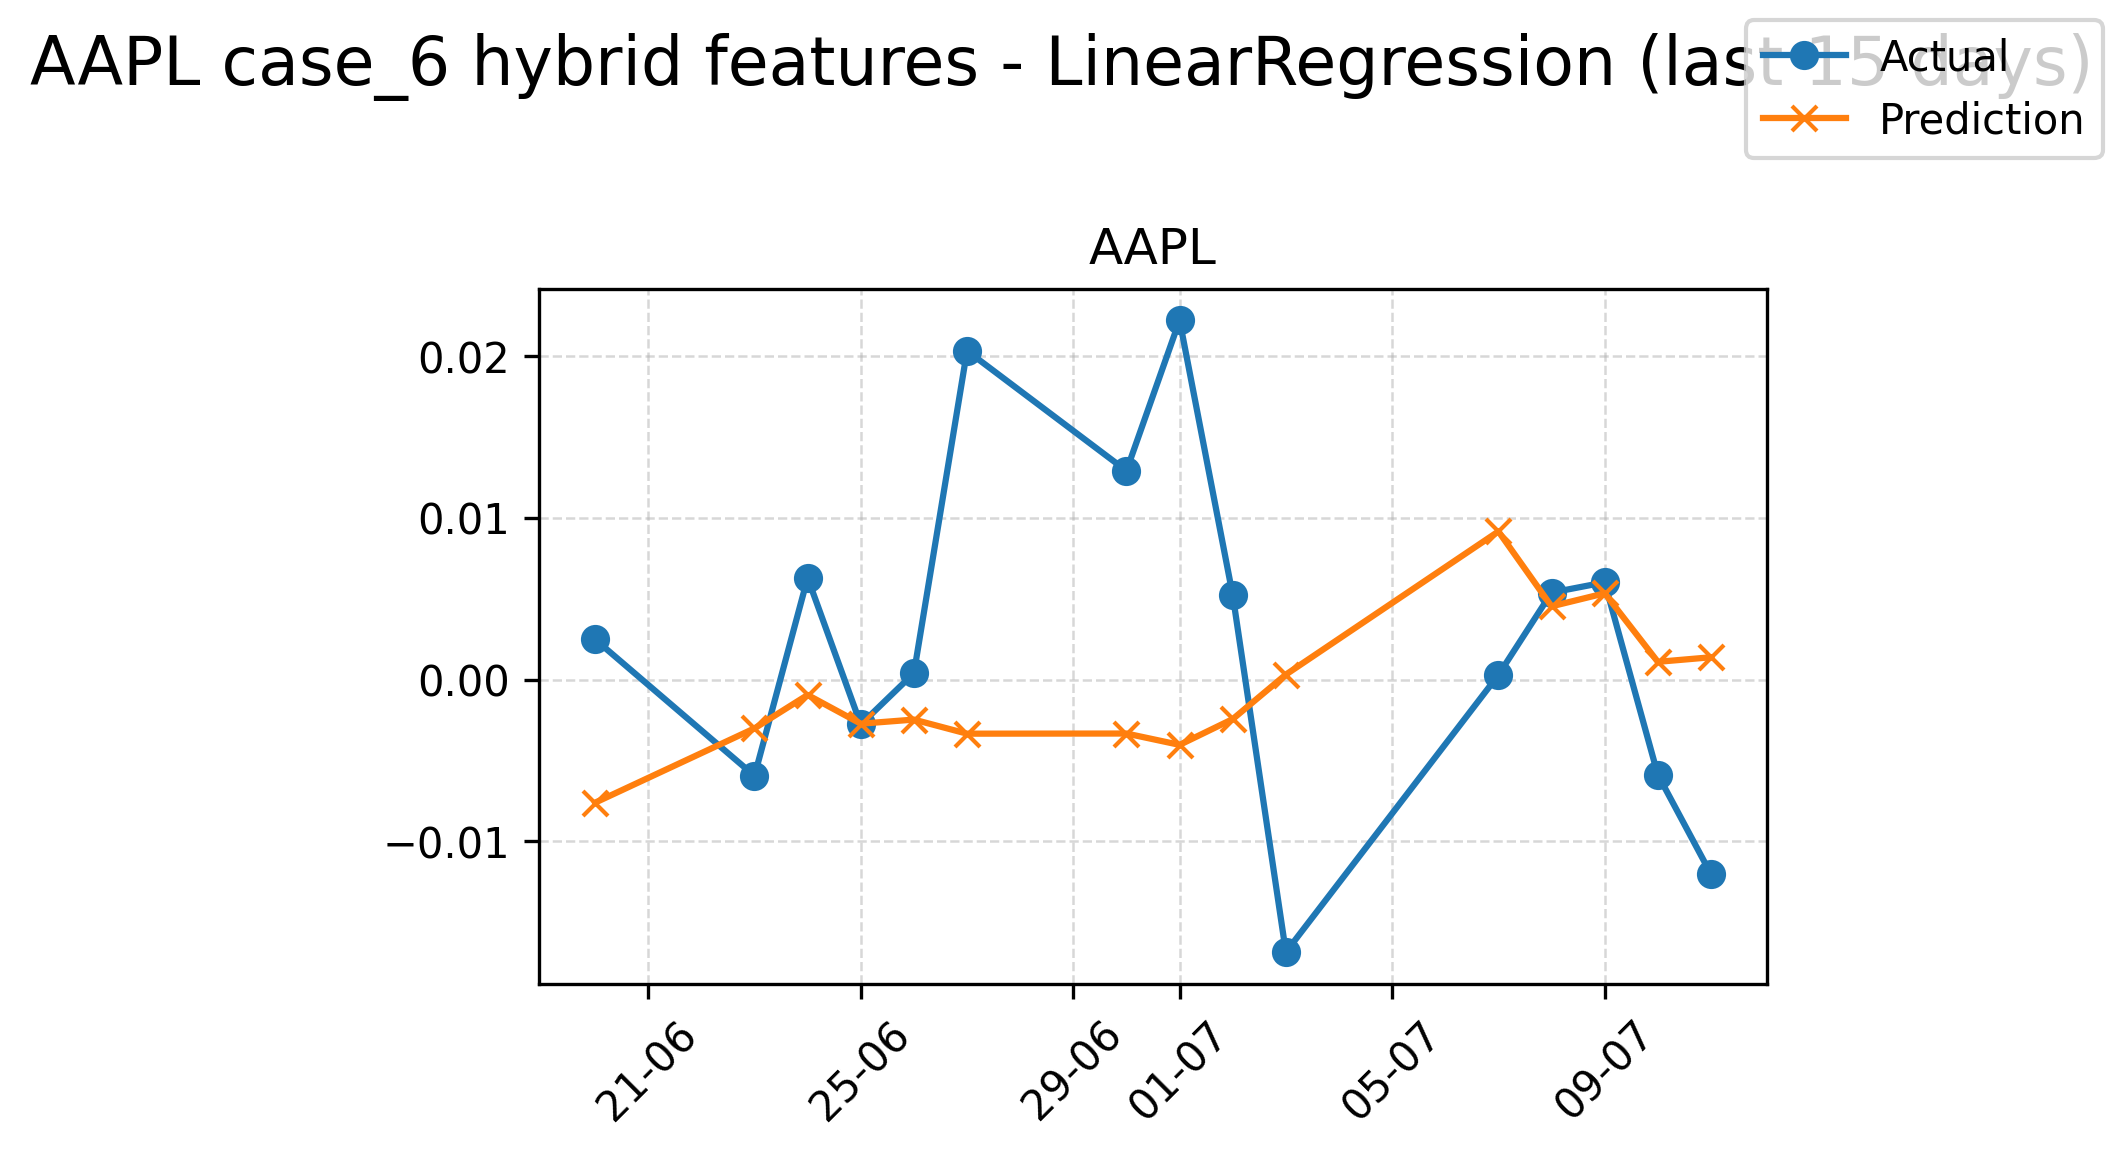 AAPL case_6 hybrid features - LinearRegression (last 15 days)
Actual
Prediction
AAPL
0.02
0.01
0.00
−0.01
21-06
25-06
29-06
01-07
05-07
09-07